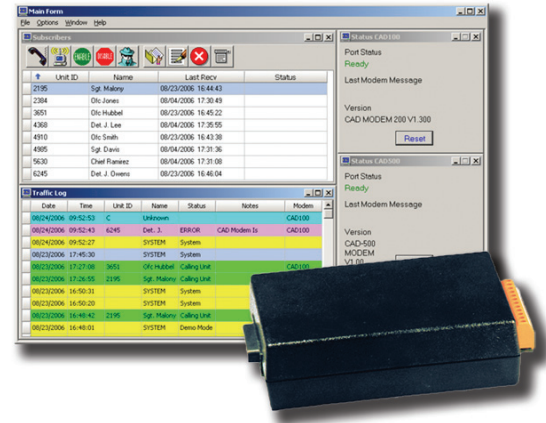 Main Form
File Options Window Help
Subscribers
ENABLE DISABLE
Unit ID Name Last Recv Status
2195 Sgt. Malony 08/23/2006 16:44:43
2384 Ofc Jones 08/04/2006 17:30:49
3651 Ofc Hubbel 08/23/2006 16:45:22
4368 Det. J. Lee 08/04/2006 17:35:55
4910 Ofc Smith 08/23/2006 16:43:38
4985 Sgt. Davis 08/04/2006 17:31:36
5630 Chief Ramirez 08/04/2006 17:31:08
6245 Det. J. Owens 08/23/2006 16:46:04
Traffic Log
Date Time Unit ID Name Status Notes Modem
08/24/2006 09:52:53 C Unknown CAD100
08/24/2006 09:52:43 6245 Det. J. ERROR CAD Modem Is CAD100
08/24/2006 09:52:27 SYSTEM System
08/23/2006 17:45:30 SYSTEM System
08/23/2006 17:27:08 3651 Ofc Hubbel Calling Unit CAD100
08/23/2006 17:26:55 2195 Sgt. Malony Calling Unit
08/23/2006 16:50:31 SYSTEM System
08/23/2006 16:50:20 SYSTEM System
08/23/2006 16:48:42 2195 Sgt. Malony Calling Unit
08/23/2006 16:48:01 SYSTEM Demo Mode
Status CAD100
Port Status
Ready
Last Modem Message
Version
CAD MODEM 200 V1.300
Reset
Status CAD500
Port Status
Ready
Last Modem Message
Version
CAD-500
MODEM
V1.00